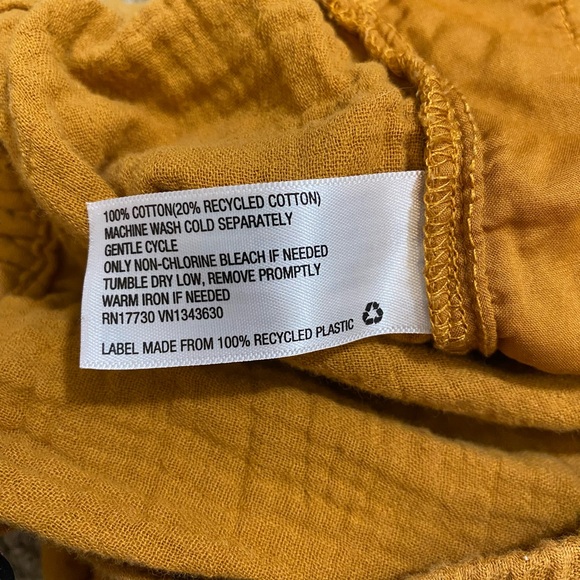 100% COTTON(20% RECYCLED COTTON)
MACHINE WASH COLD SEPARATELY
GENTLE CYCLE
ONLY NON-CHLORINE BLEACH IF NEEDED
TUMBLE DRY LOW, REMOVE PROMPTLY
WARM IRON IF NEEDED
RN17730 VN1343630
LABEL MADE FROM 100% RECYCLED PLASTIC